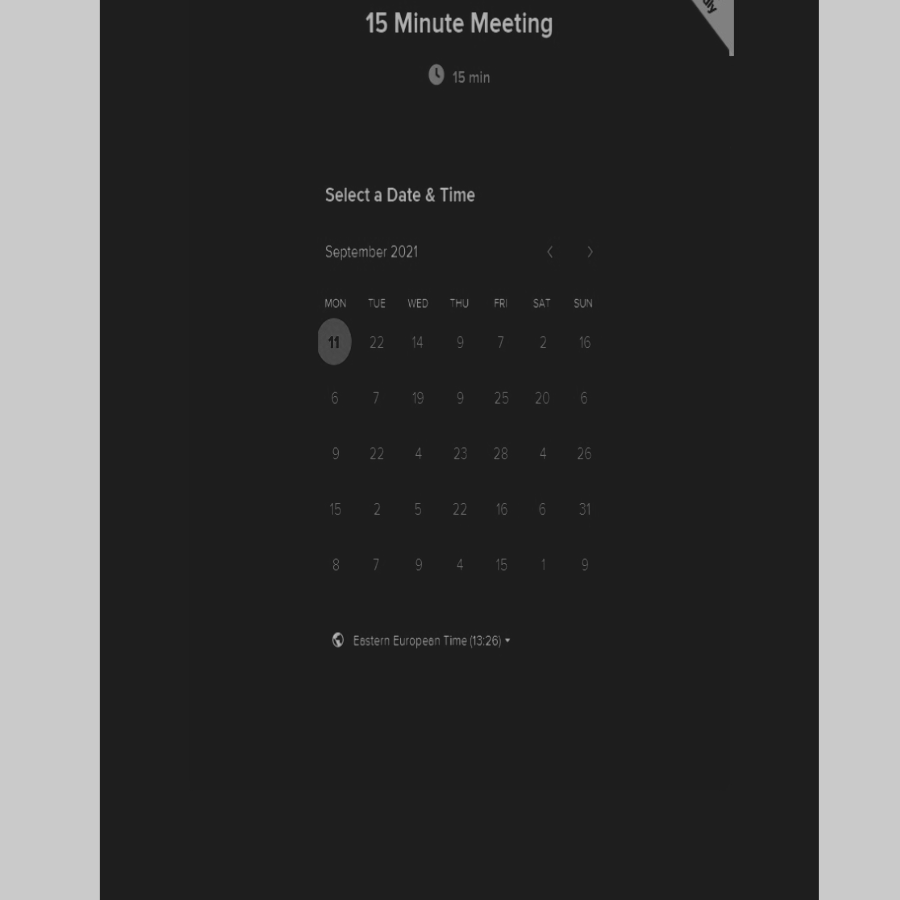 15 Minute Meeting
15 min
Select a Date & Time
September 2021
MON TUE WED THU FRI SAT SUN
11 22 14 9 7 2 16
6 7 19 9 25 20 6
9 22 4 23 28 4 26
15 2 5 22 16 6 31
8 7 9 4 15 1 9
Eastern European Time (13:26)